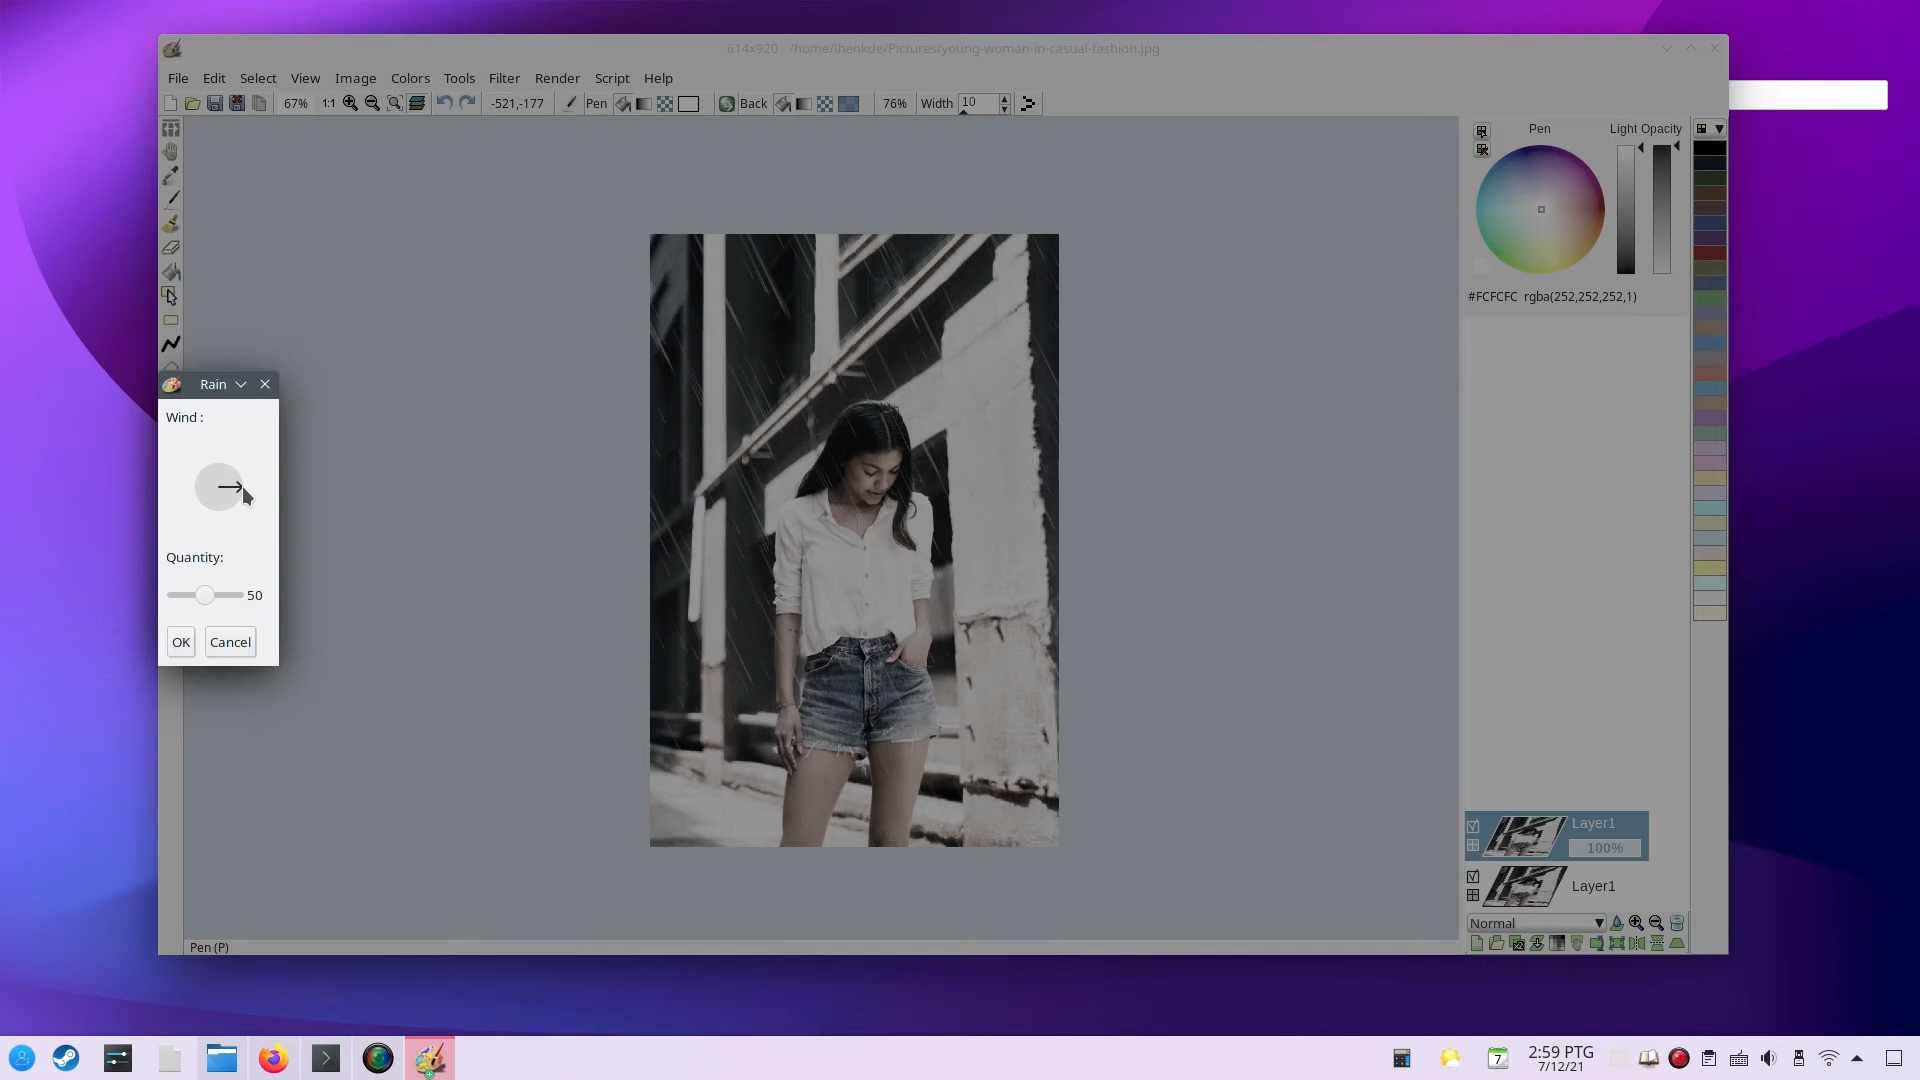 614x920 - /home/lhenkde/Pictures/young-woman-in-casual-fashion.jpg
File Edit Select View Image Colors Tools Filter Render Script Help
67% 1:1 -521,-177 Pen Back 76% Width 10
Pen Light Opacity
#FCFCFC rgba(252,252,252,1)
Rain
Wind :
Quantity:
50
OK Cancel
Layer1
100%
Layer1
Normal
Pen (P)
7
2:59 PTG
7/12/21